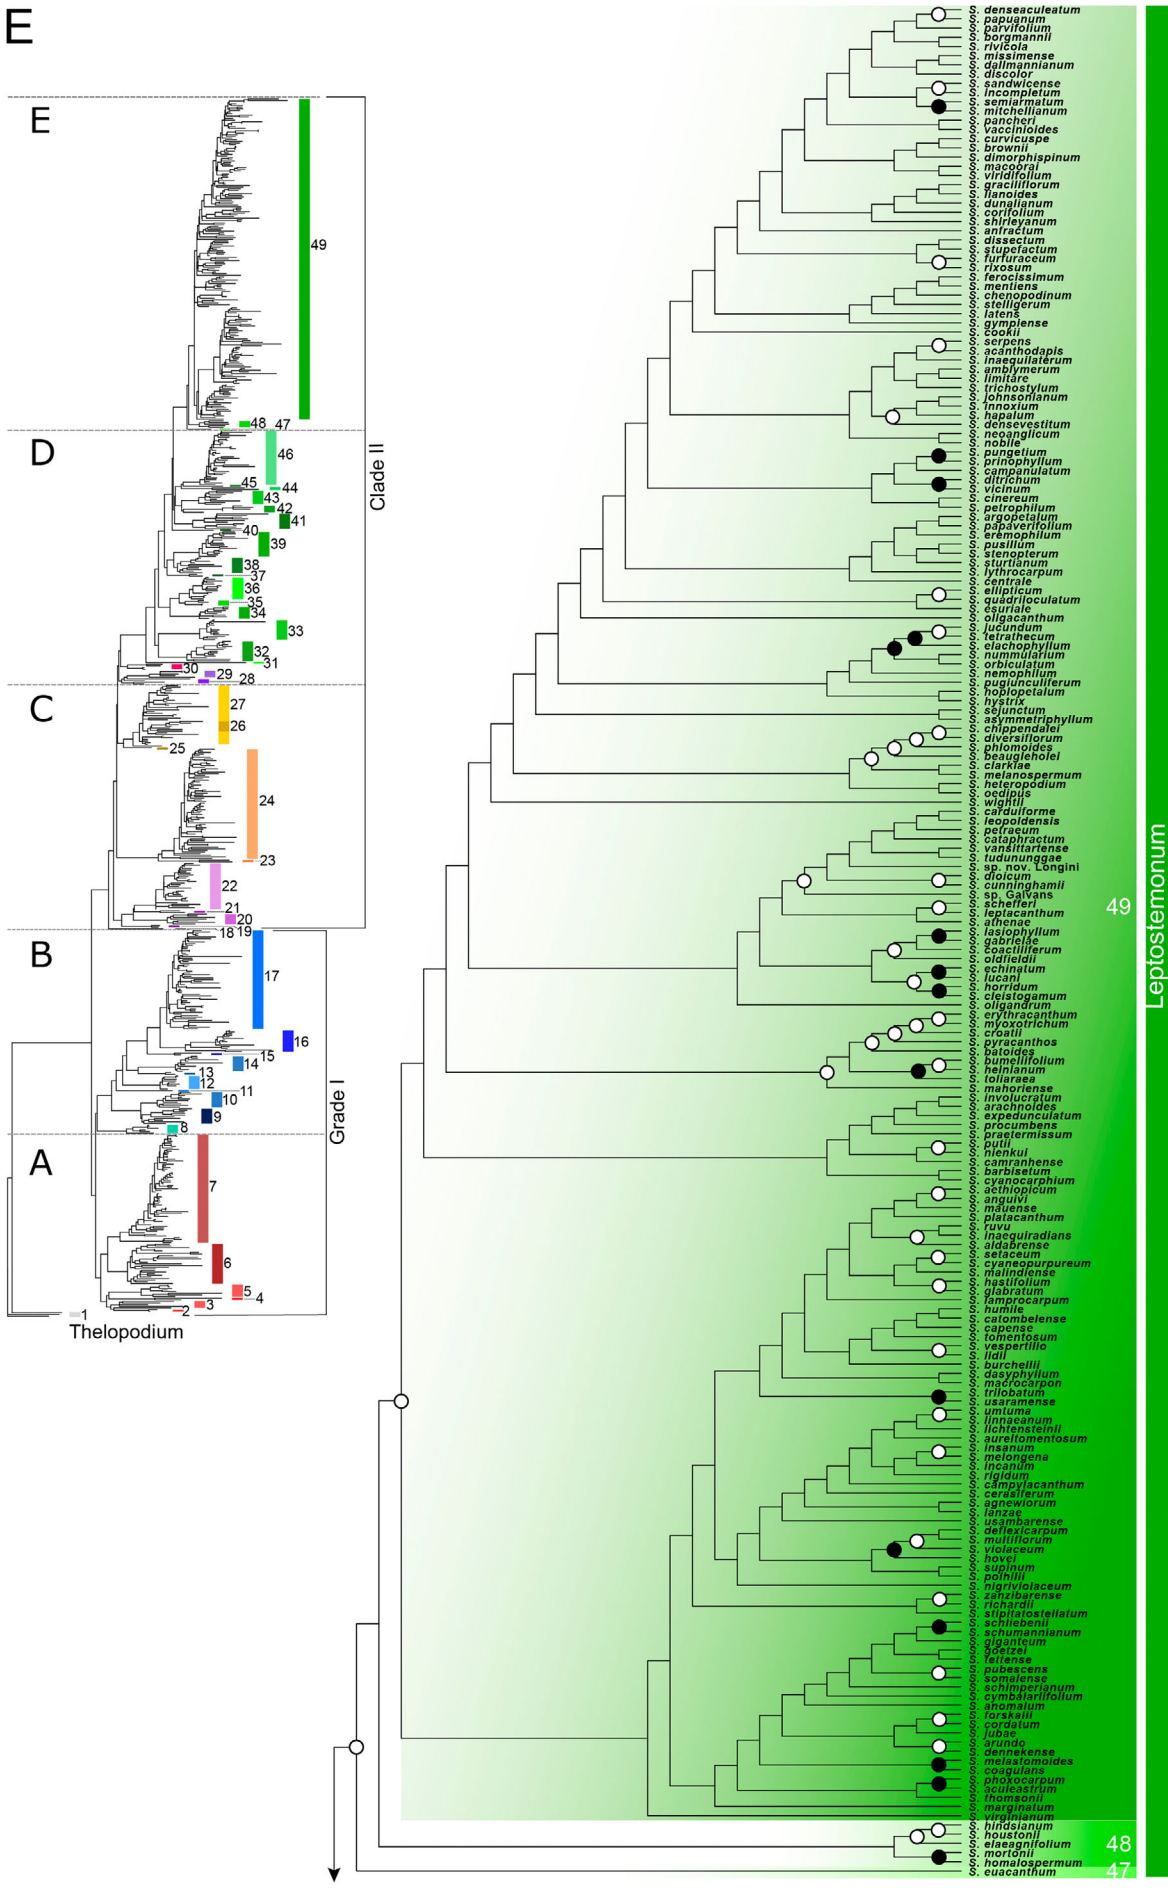 E
E
49
48
47
D
46
45
44
43
42
41
40
39
38
37
36
35
34
33
32
31
30
29
28
C
27
26
25
24
23
22
21
20
Clade II
B
18
19
17
16
15
14
13
12
11
10
9
8
A
7
6
5
4
3
2
1
Thelopodium
Grade I
S. denseaculeatum
S. papuanum
S. parvifolium
S. borgmannii
S. rivicola
S. missimense
S. dallmannianum
S. discolor
S. sandwicense
S. incompletum
S. semiarmatum
S. mitchellianum
S. pancheri
S. vaccinioides
S. curvicuspe
S. brownii
S. dimorphispinum
S. macoorai
S. viridifolium
S. graciliflorum
S. lianoides
S. dunalianum
S. corifolium
S. shirleyanum
S. anfractum
S. dissectum
S. stupefactum
S. furfuraceum
S. rixosum
S. ferocissimum
S. mentiens
S. chenopodinum
S. stelligerum
S. latens
S. gympiense
S. cookii
S. serpens
S. acanthodapis
S. inaequilaterum
S. amblymerum
S. limitare
S. trichostylum
S. johnsonianum
S. innoxium
S. hapalum
S. densevestitum
S. neoanglicum
S. nobile
S. pungetium
S. prinophyllum
S. campanulatum
S. ditrichum
S. vicinum
S. cinereum
S. petrophilum
S. argopetalum
S. papaverifolium
S. eremophilum
S. pusilium
S. stenopterum
S. sturtianum
S. lythrocarpum
S. centrale
S. ellipticum
S. quadriloculatum
S. esuriale
S. oligacanthum
S. jucundum
S. tetrathecum
S. elachophyllum
S. nummularium
S. orbiculatum
S. nemophilum
S. pugiunculiferum
S. hoplopetalum
S. hystrix
S. sejunctum
S. asymmetriphyllum
S. chippendalei
S. diversiflorum
S. phlomoides
S. beaugleholei
S. clarkiae
S. melanospermum
S. heteropodium
S. oedipus
S. wightii
S. carduiforme
S. leopoldensis
S. petraeum
S. cataphractum
S. vansittartense
S. tudununggae
S. sp. nov. Longini
S. dioicum
S. cunninghamii
S. sp. Galvans
S. schefferi
S. leptacanthum
S. athenae
S. lasiophyllum
S. gabrielae
S. coactiliferum
S. oldfieldii
S. echinatum
S. lucani
S. horridum
S. cleistogamum
S. oligandrum
S. erythracanthum
S. myoxotrichum
S. croatii
S. pyracanthos
S. batoides
S. bumeliifolium
S. heinianum
S. toliaraea
S. mahoriense
S. involucratum
S. arachnoides
S. expedunculatum
S. procumbens
S. praetermissum
S. putii
S. nienkui
S. camranhense
S. barbisetum
S. cyanocarphium
S. aethiopicum
S. anguivi
S. mauense
S. platacanthum
S. ruvu
S. inaequiradians
S. aldabrense
S. setaceum
S. cyaneopurpureum
S. malindiense
S. hastifolium
S. glabratum
S. lamprocarpum
S. humile
S. catombelense
S. capense
S. tomentosum
S. vespertilio
S. lidii
S. burchellii
S. dasyphyllum
S. macrocarpon
S. trilobatum
S. usaramense
S. umtuma
S. linnaeanum
S. lichtensteinii
S. aureitomentosum
S. insanum
S. melongena
S. incanum
S. rigidum
S. campylacanthum
S. cerasiferum
S. agnewiorum
S. lanzae
S. usambarense
S. deflexicarpum
S. multiflorum
S. violaceum
S. hovei
S. supinum
S. polhillii
S. nigriviolaceum
S. zanzibarense
S. richardii
S. stipitatostellatum
S. schliebenii
S. schumannianum
S. giganteum
S. goetzei
S. tettense
S. pubescens
S. somalense
S. schimperianum
S. cymbalariifolium
S. anomalum
S. forskalii
S. cordatum
S. jubae
S. arundo
S. dennekense
S. melastomoides
S. coagulans
S. phoxocarpum
S. aculeastrum
S. thomsonii
S. marginatum
S. virginianum
S. hindsianum
S. houstonii
S. elaeagnifolium
S. mortonii
S. homalospermum
S. euacanthum
49
48
47
Leptostemonum